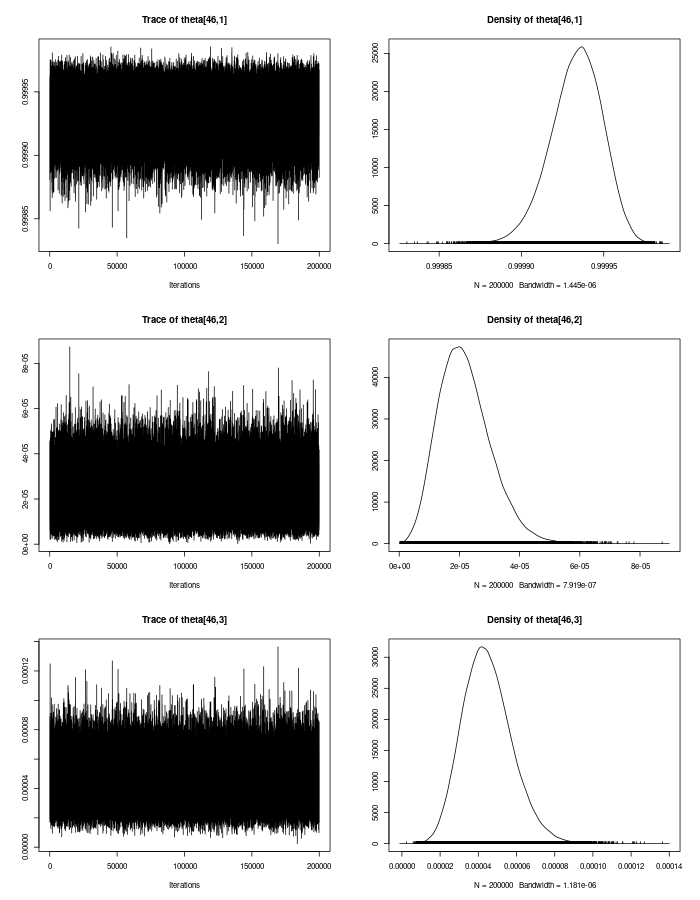 Trace of theta[46,1]
0.99985 0.99990 0.99995
0 50000 100000 150000 200000
Iterations
Density of theta[46,1]
0 5000 10000 15000 20000 25000
0.99985 0.99990 0.99995
N = 200000 Bandwidth = 1.445e-06
Trace of theta[46,2]
0e+00 2e-05 4e-05 6e-05 8e-05
0 50000 100000 150000 200000
Iterations
Density of theta[46,2]
0 10000 20000 30000 40000
0e+00 2e-05 4e-05 6e-05 8e-05
N = 200000 Bandwidth = 7.919e-07
Trace of theta[46,3]
0.00000 0.00004 0.00008 0.00012
0 50000 100000 150000 200000
Iterations
Density of theta[46,3]
0 5000 10000 15000 20000 25000 30000
0.00000 0.00002 0.00004 0.00006 0.00008 0.00010 0.00012 0.00014
N = 200000 Bandwidth = 1.181e-06